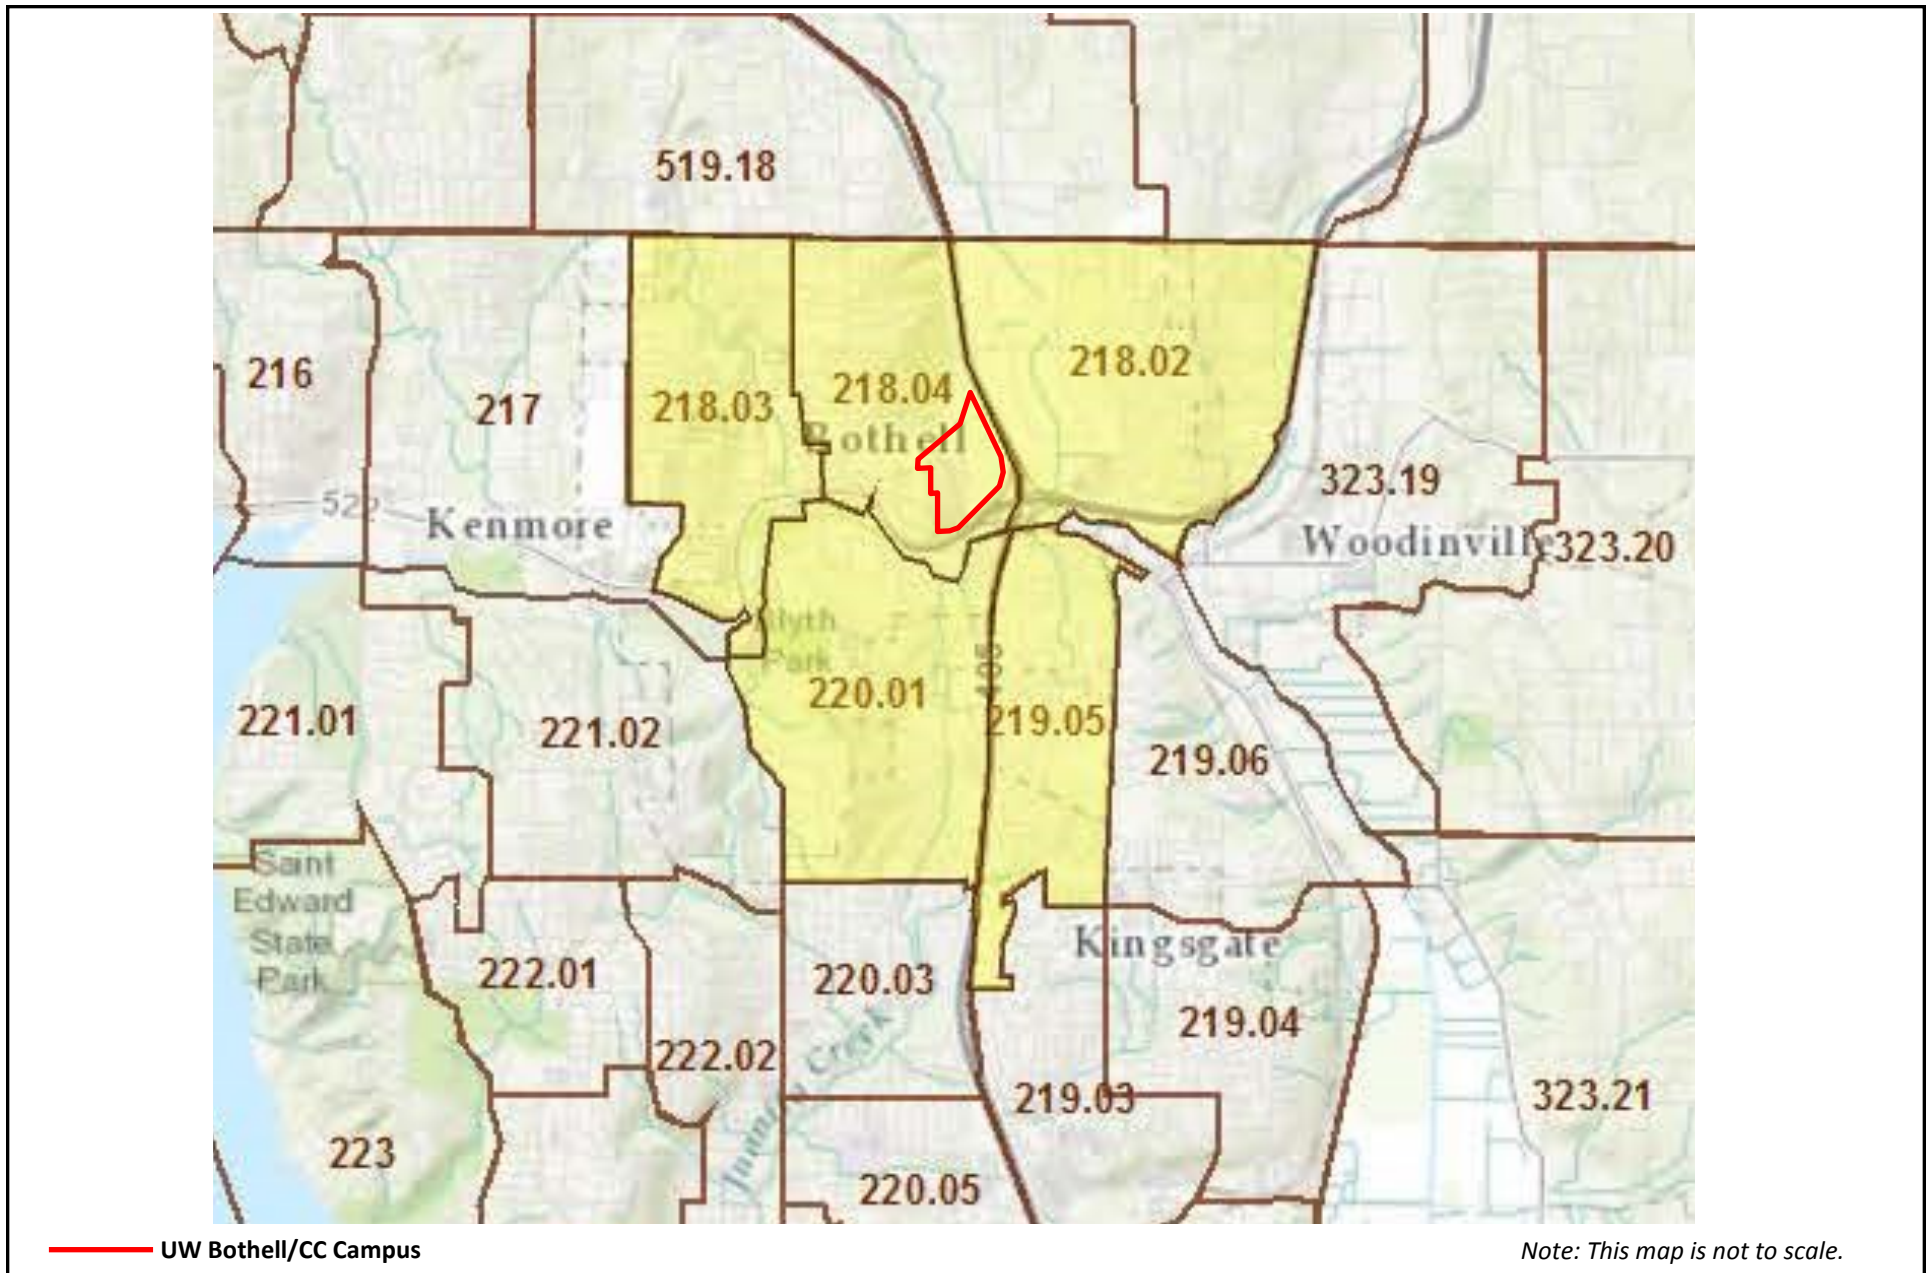 519.18
216
217
218.03
218.04
218.02
Bothell
323.19
522
Kenmore
Woodinville
323.20
Blyth
Park
405
220.01
219.05
221.01
221.02
219.06
Saint
Edward
State
Park
222.01
220.03
Kingsgate
219.04
222.02
Juanita Creek
219.03
323.21
223
220.05
UW Bothell/CC Campus
Note: This map is not to scale.